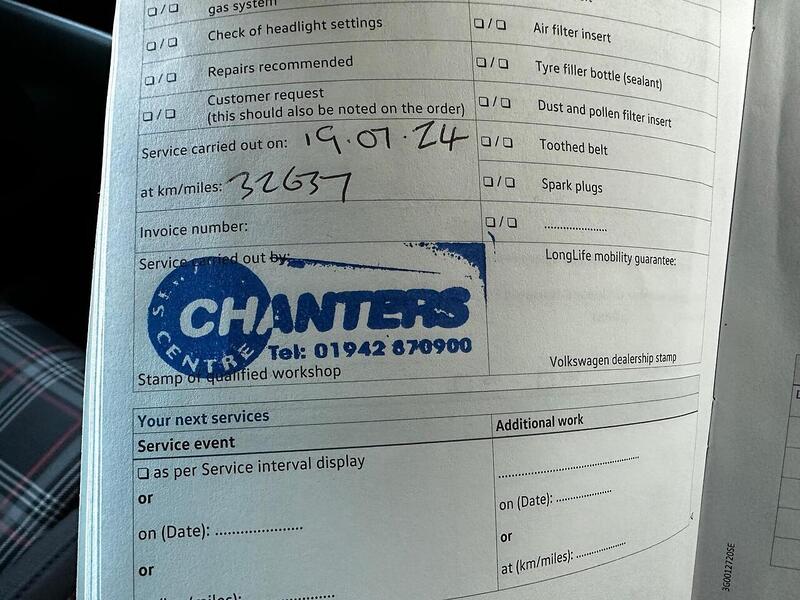 ☐/☐ gas system
☐/☐ Check of headlight settings
☐/☐ Repairs recommended
☐/☐ Customer request
(this should also be noted on the order)
Service carried out on: 19.07.24
at km/miles: 32637
Invoice number:
Service carried out by:
CHANTERS
CENTRE
Tel: 01942 870900
Stamp of qualified workshop
☐/☐ Air filter insert
☐/☐ Tyre filler bottle (sealant)
☐/☐ Dust and pollen filter insert
☐/☐ Toothed belt
☐/☐ Spark plugs
☐/☐ .....................
LongLife mobility guarantee:
Volkswagen dealership stamp
Your next services
Service event
☐ as per Service interval display
or
on (Date): .....................
or
Additional work
.....................
on (Date): .....................
or
at (km/miles): .....................
3G0012720SE